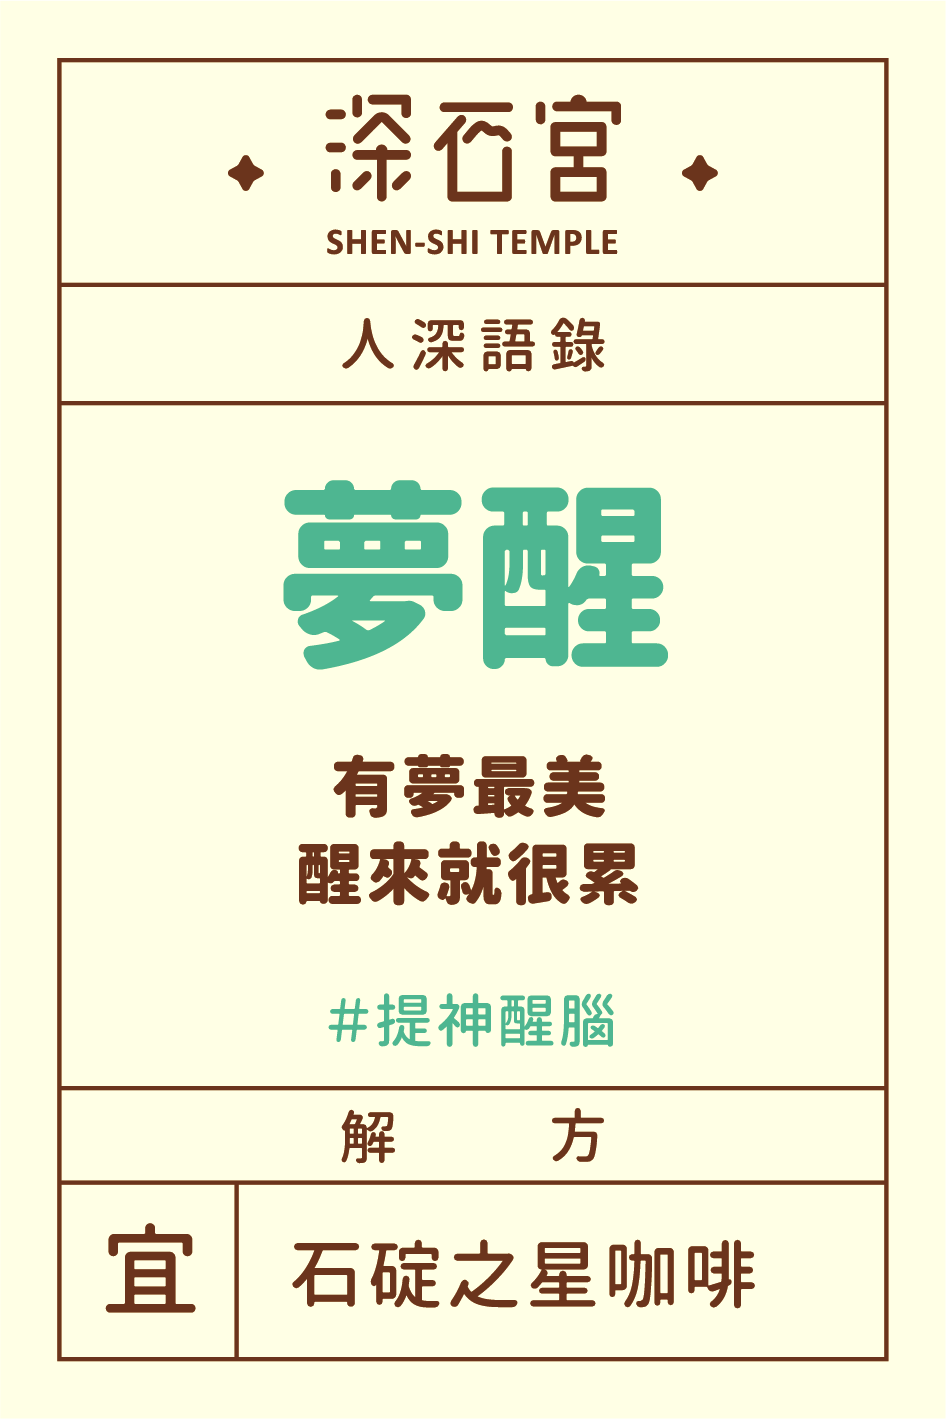 深石宮
SHEN-SHI TEMPLE
人深語錄
夢醒
有夢最美
醒來就很累
#提神醒腦
解 方
宜 石碇之星咖啡